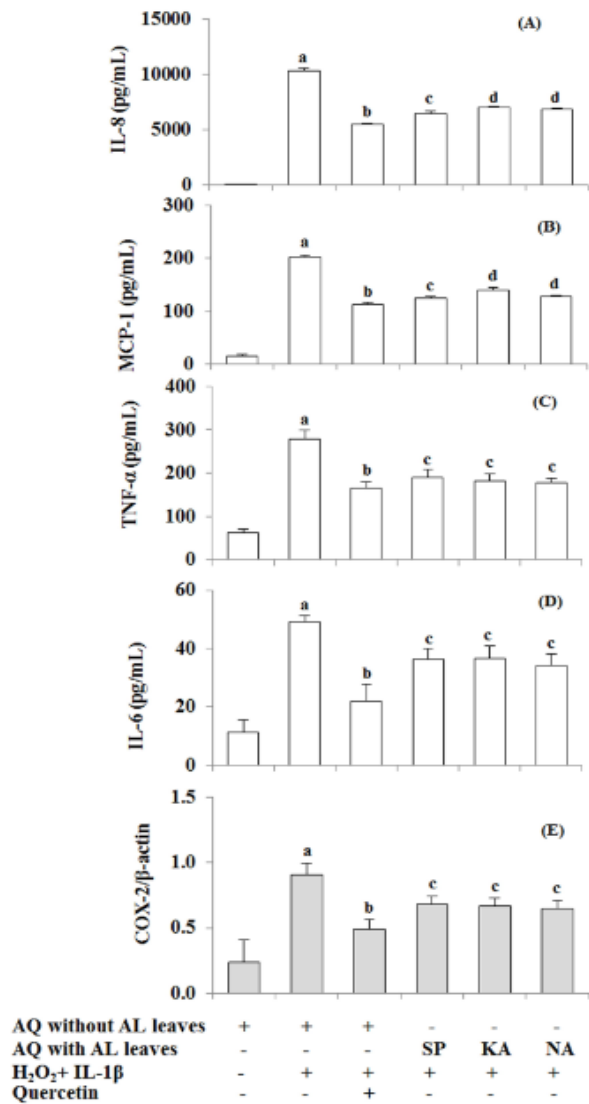 (A)
IL-8 (pg/mL)
15000
10000
5000
0
a
b
c
d
d
(B)
MCP-1 (pg/mL)
300
200
100
0
a
b
c
d
d
(C)
TNF-α (pg/mL)
400
300
200
100
0
a
b
c
c
c
(D)
IL-6 (pg/mL)
60
40
20
0
a
b
c
c
c
(E)
COX-2/β-actin
1.5
1.0
0.5
0.0
a
b
c
c
c
AQ without AL leaves + + + - - -
AQ with AL leaves - - - SP KA NA
H₂O₂+ IL-1β - + + + + +
Quercetin - - + - - -